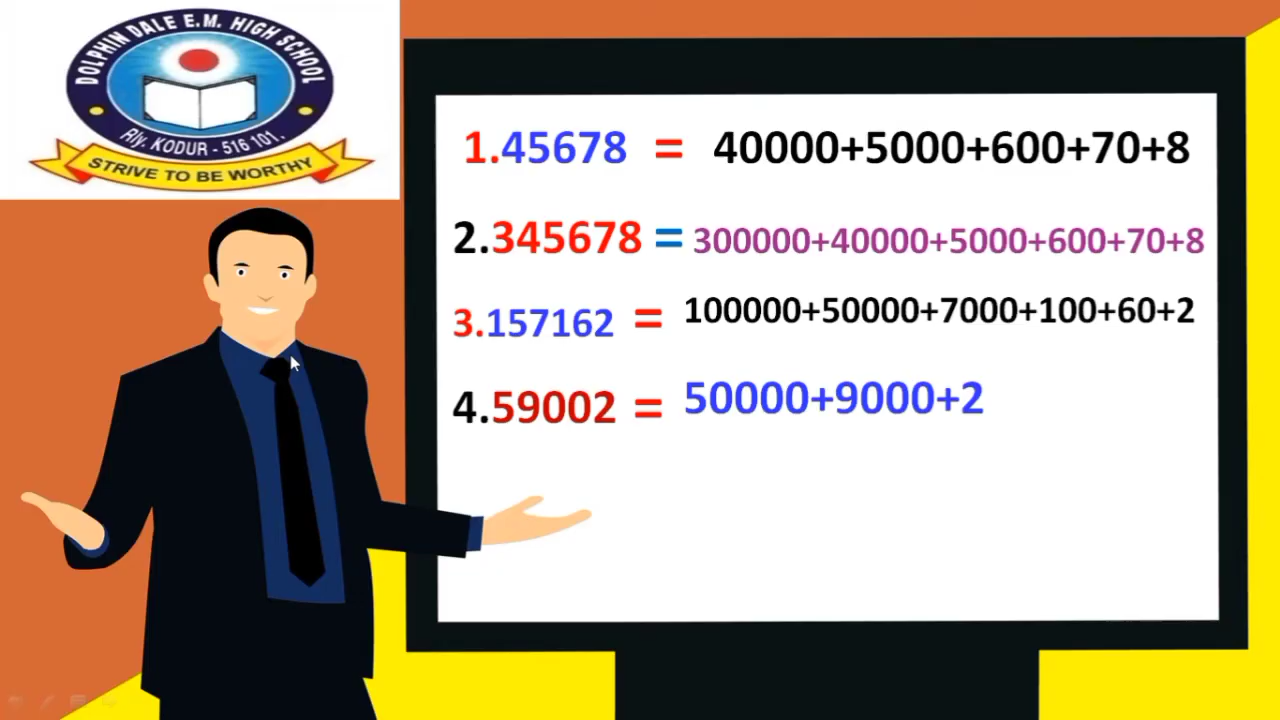 DOLPHIN DALE E.M. HIGH SCHOOL
Rly. KODUR - 516 101.
STRIVE TO BE WORTHY
1.45678 = 40000+5000+600+70+8
2.345678 = 300000+40000+5000+600+70+8
3.157162 = 100000+50000+7000+100+60+2
4.59002 = 50000+9000+2